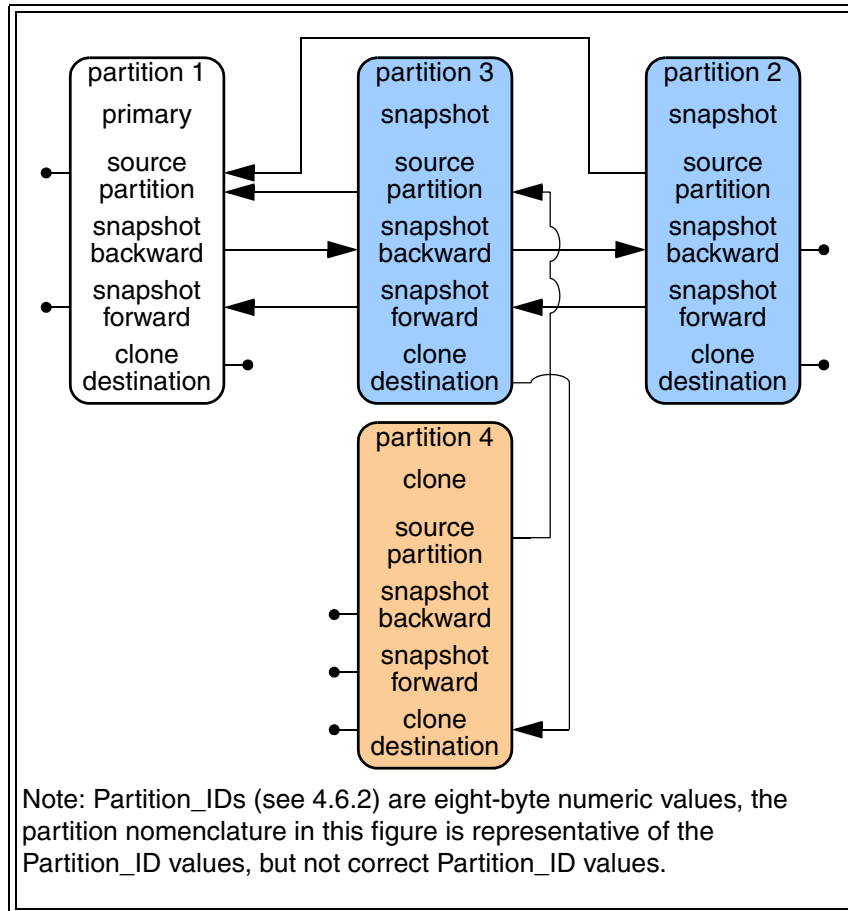 partition 1
primary
source
partition
snapshot
backward
snapshot
forward
clone
destination
partition 3
snapshot
source
partition
snapshot
backward
snapshot
forward
clone
destination
partition 2
snapshot
source
partition
snapshot
backward
snapshot
forward
clone
destination
partition 4
clone
source
partition
snapshot
backward
snapshot
forward
clone
destination
Note: Partition_IDs (see 4.6.2) are eight-byte numeric values, the
partition nomenclature in this figure is representative of the
Partition_ID values, but not correct Partition_ID values.